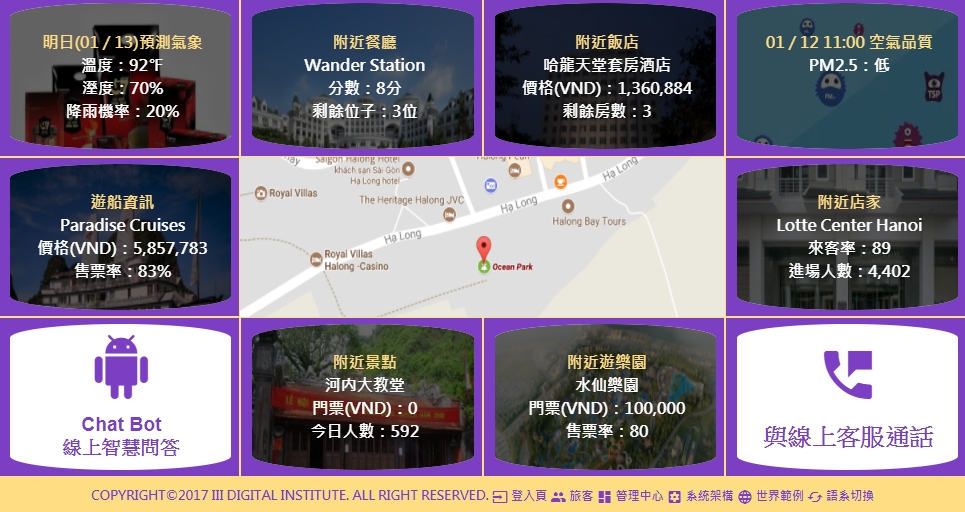 明日(01 / 13)預測氣象
溫度：92℉
溼度：70%
降雨機率：20%
附近餐廳
Wander Station
分數：8分
剩餘位子：3位
附近飯店
哈龍天堂套房酒店
價格(VND)：1,360,884
剩餘房數：3
01 / 12 11:00 空氣品質
PM2.5：低
TSP
遊船資訊
Paradise Cruises
價格(VND)：5,857,783
售票率：83%
Saigon Halong Hotel
khách sạn Sài Gòn
Hạ Long hotel
Royal Villas
The Heritage Halong JVC
Hạ Long
Hạ Long
Hạ Long
Halong Bay Tours
Royal Villas
Halong -Casino
Ocean Park
附近店家
Lotte Center Hanoi
來客率：89
進場人數：4,402
Chat Bot
線上智慧問答
附近景點
河内大教堂
門票(VND)：0
今日人數：592
附近遊樂園
水仙樂園
門票(VND)：100,000
售票率：80
與線上客服通話
COPYRIGHT©2017 III DIGITAL INSTITUTE. ALL RIGHT RESERVED. 登入頁 旅客 管理中心 系統架構 世界範例 語系切換